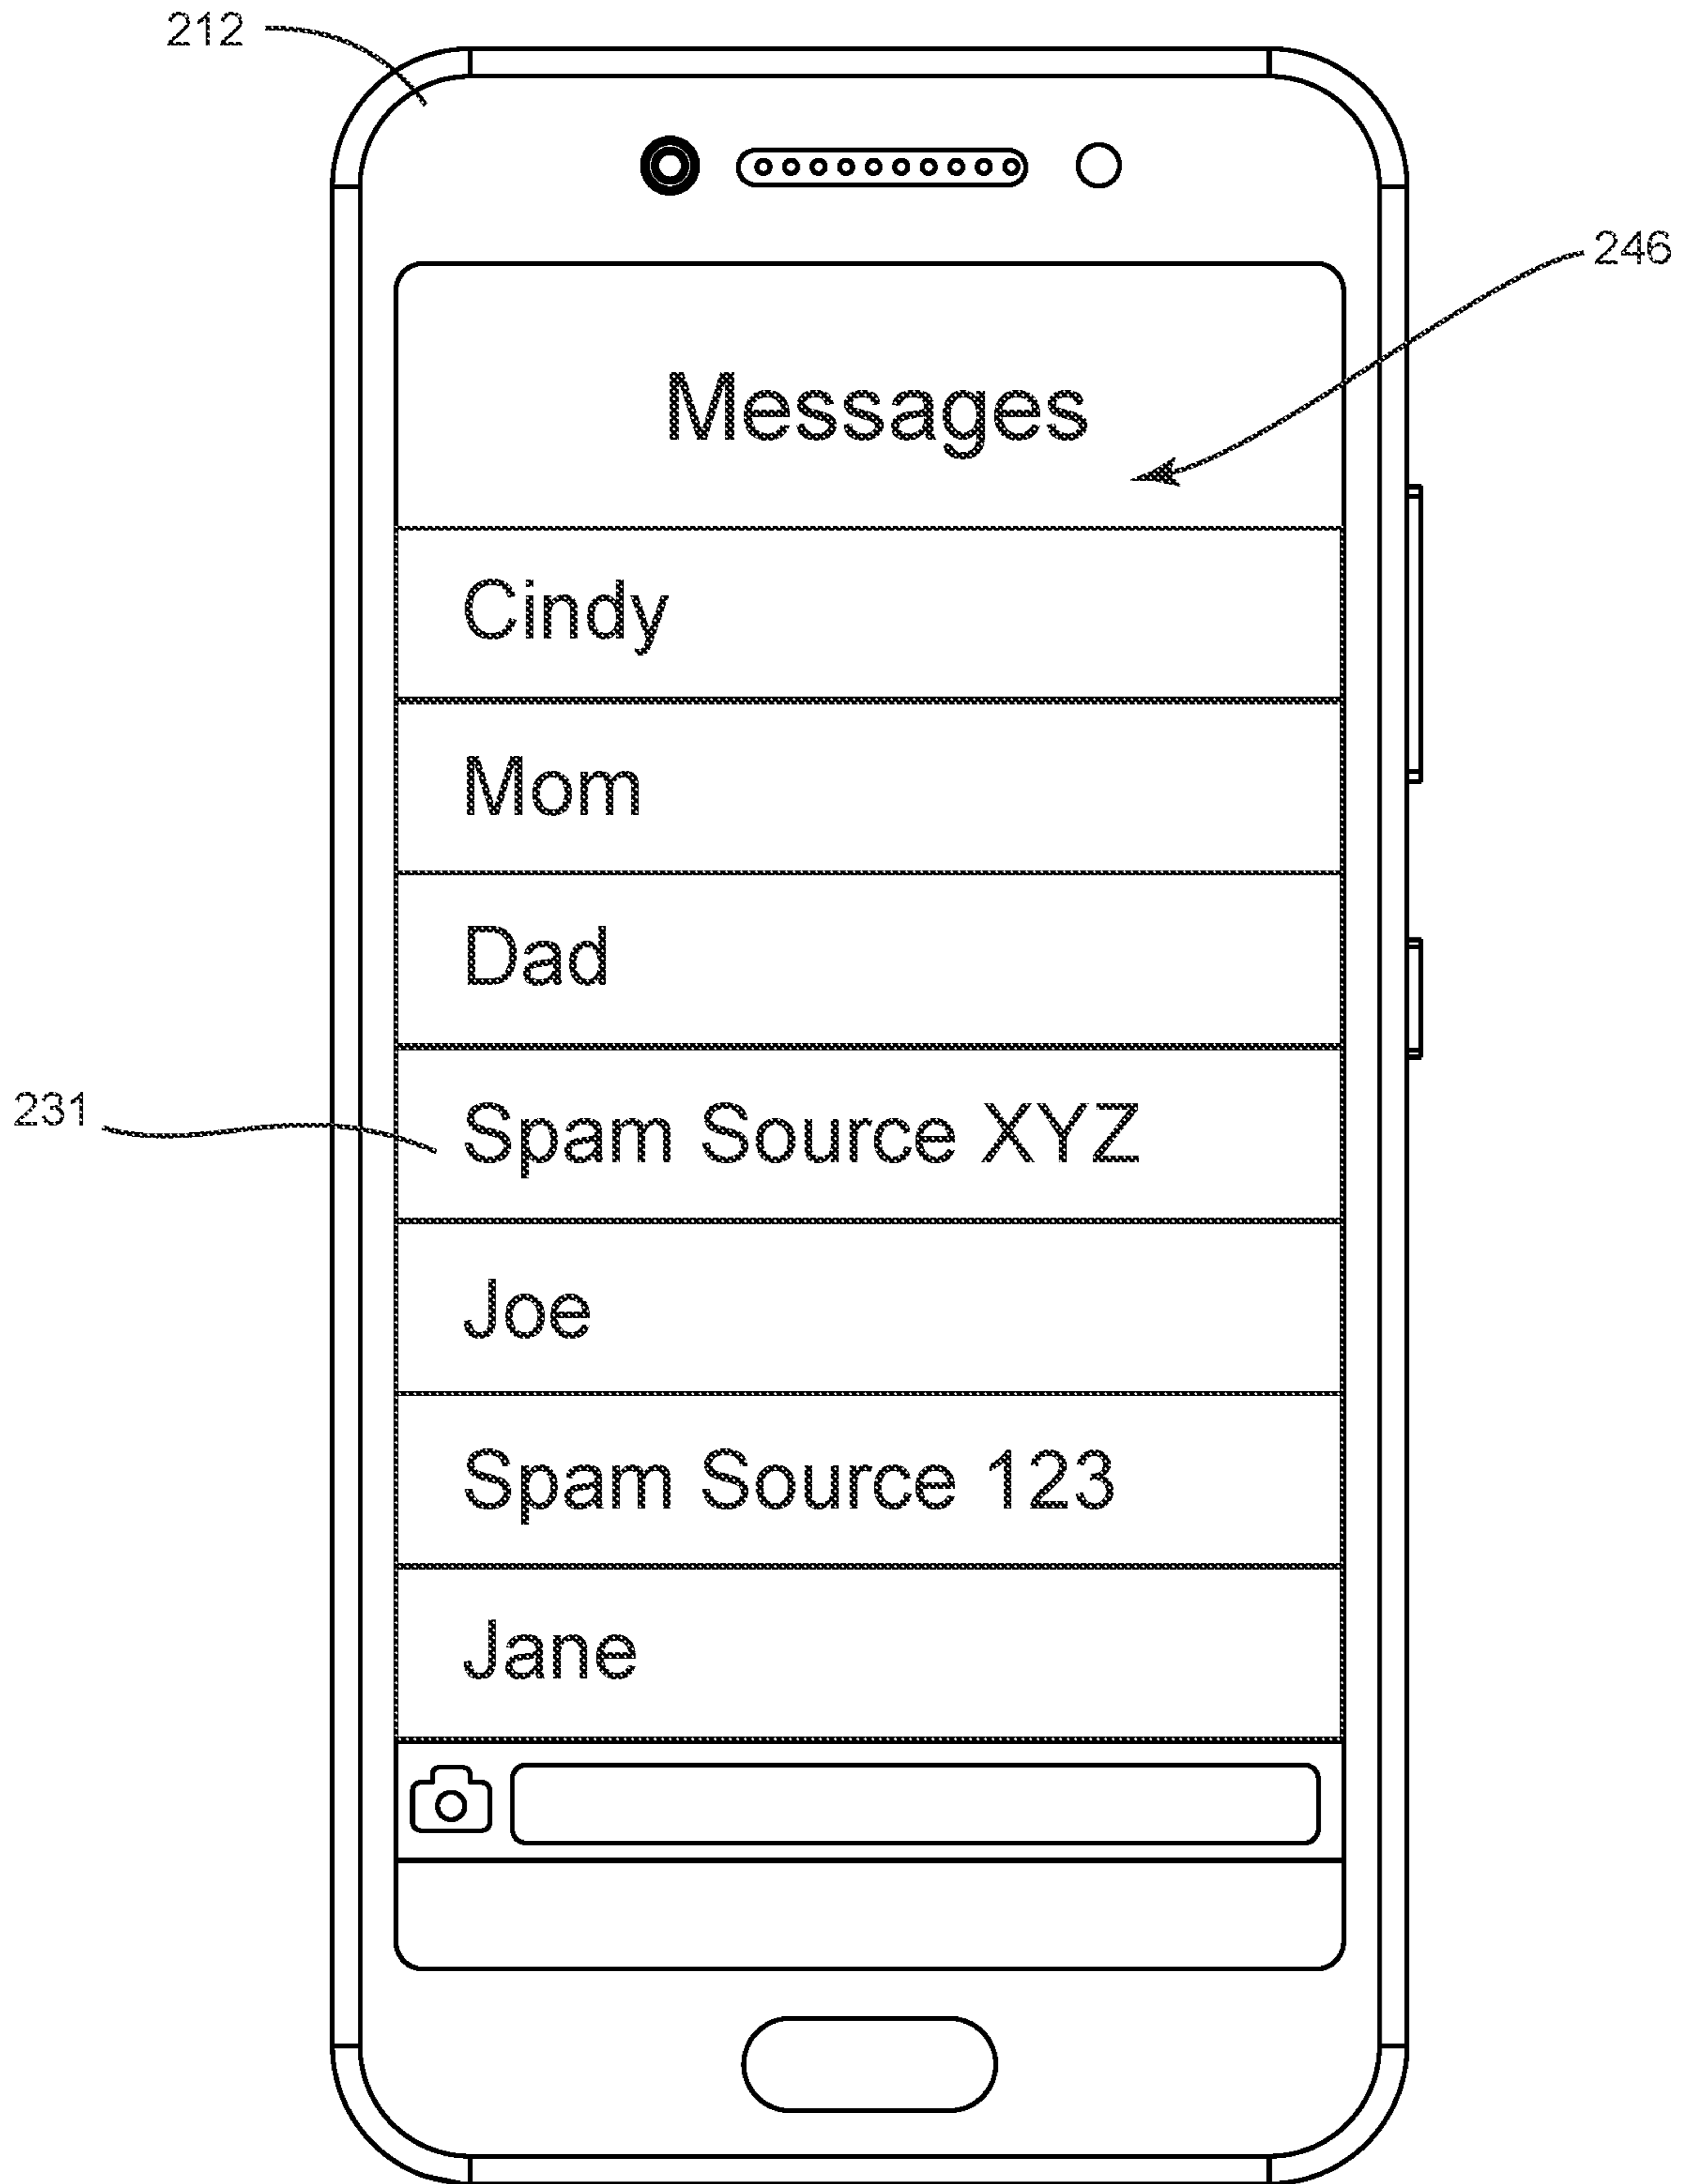 212
246
Messages
Cindy
Mom
Dad
231
Spam Source XYZ
Joe
Spam Source 123
Jane